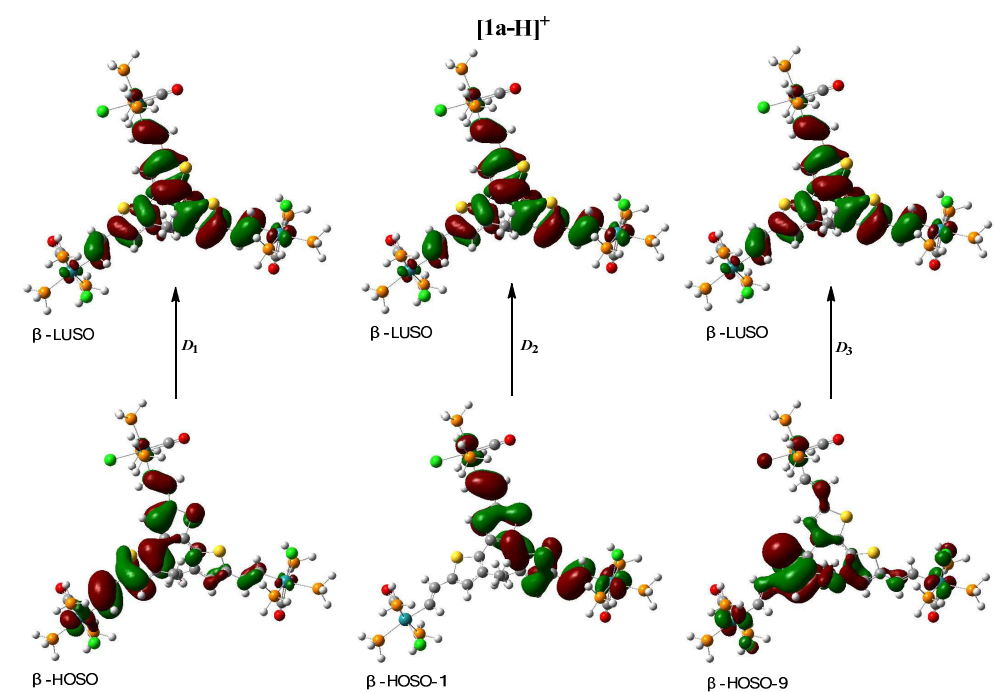 [1a-H]+
β-LUSO
β-LUSO
β-LUSO
D1
D2
D3
β-HOSO
β-HOSO-1
β-HOSO-9